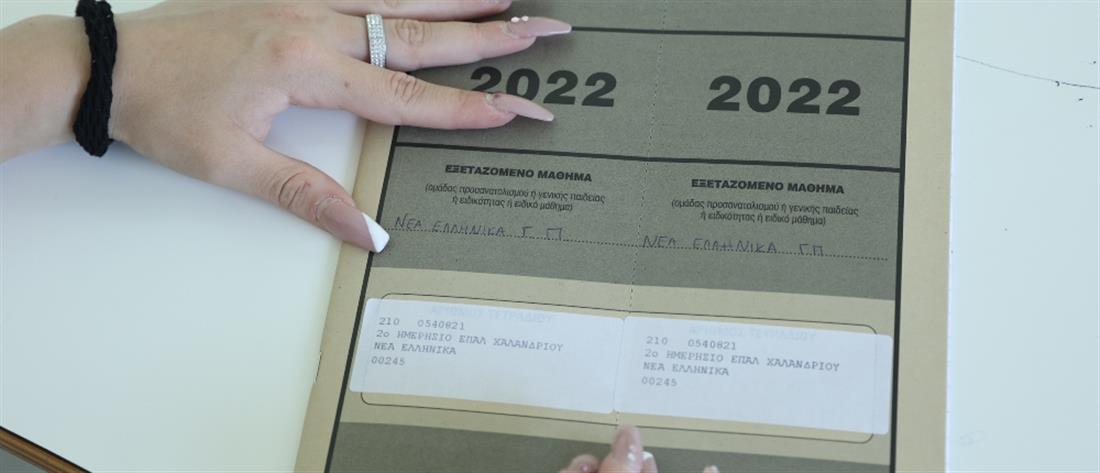 2022
ΕΞΕΤΑΖΟΜΕΝΟ ΜΑΘΗΜΑ
(ομάδας προσανατολισμού ή γενικής παιδείας
ή ειδικότητας ή ειδικό μάθημα)
ΝΕΑ ΕΛΛΗΝΙΚΑ Γ Π
ΑΡΙΘΜΟΣ ΤΕΤΡΑΔΙΟΥ
210 0540821
2ο ΗΜΕΡΗΣΙΟ ΕΠΑΛ ΧΑΛΑΝΔΡΙΟΥ
ΝΕΑ ΕΛΛΗΝΙΚΑ
00245
2022
ΕΞΕΤΑΖΟΜΕΝΟ ΜΑΘΗΜΑ
(ομάδας προσανατολισμού ή γενικής παιδείας
ή ειδικότητας ή ειδικό μάθημα)
ΝΕΑ ΕΛΛΗΝΙΚΑ Γ.Π
ΑΡΙΘΜΟΣ ΤΕΤΡΑΔΙΟΥ
210 0540821
2ο ΗΜΕΡΗΣΙΟ ΕΠΑΛ ΧΑΛΑΝΔΡΙΟΥ
ΝΕΑ ΕΛΛΗΝΙΚΑ
00245